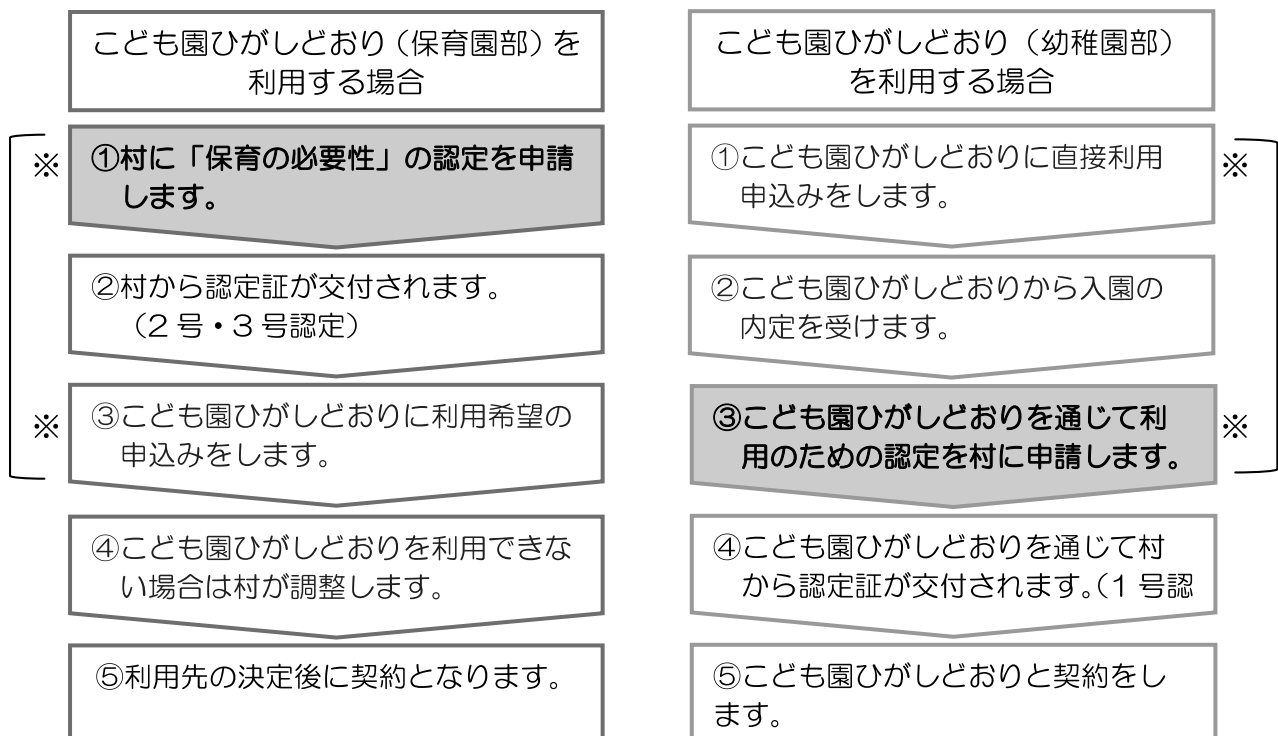 こども園ひがしどおり(保育園部)を
利用する場合
※
①村に「保育の必要性」の認定を申請
します。
②村から認定証が交付されます。
(2号・3号認定)
※
③こども園ひがしどおりに利用希望の
申込みをします。
④こども園ひがしどおりを利用できな
い場合は村が調整します。
⑤利用先の決定後に契約となります。
こども園ひがしどおり(幼稚園部)
を利用する場合
①こども園ひがしどおりに直接利用
申込みをします。
※
②こども園ひがしどおりから入園の
内定を受けます。
③こども園ひがしどおりを通じて利
用のための認定を村に申請します。
※
④こども園ひがしどおりを通じて村
から認定証が交付されます。(1号認
⑤こども園ひがしどおりと契約をし
ます。